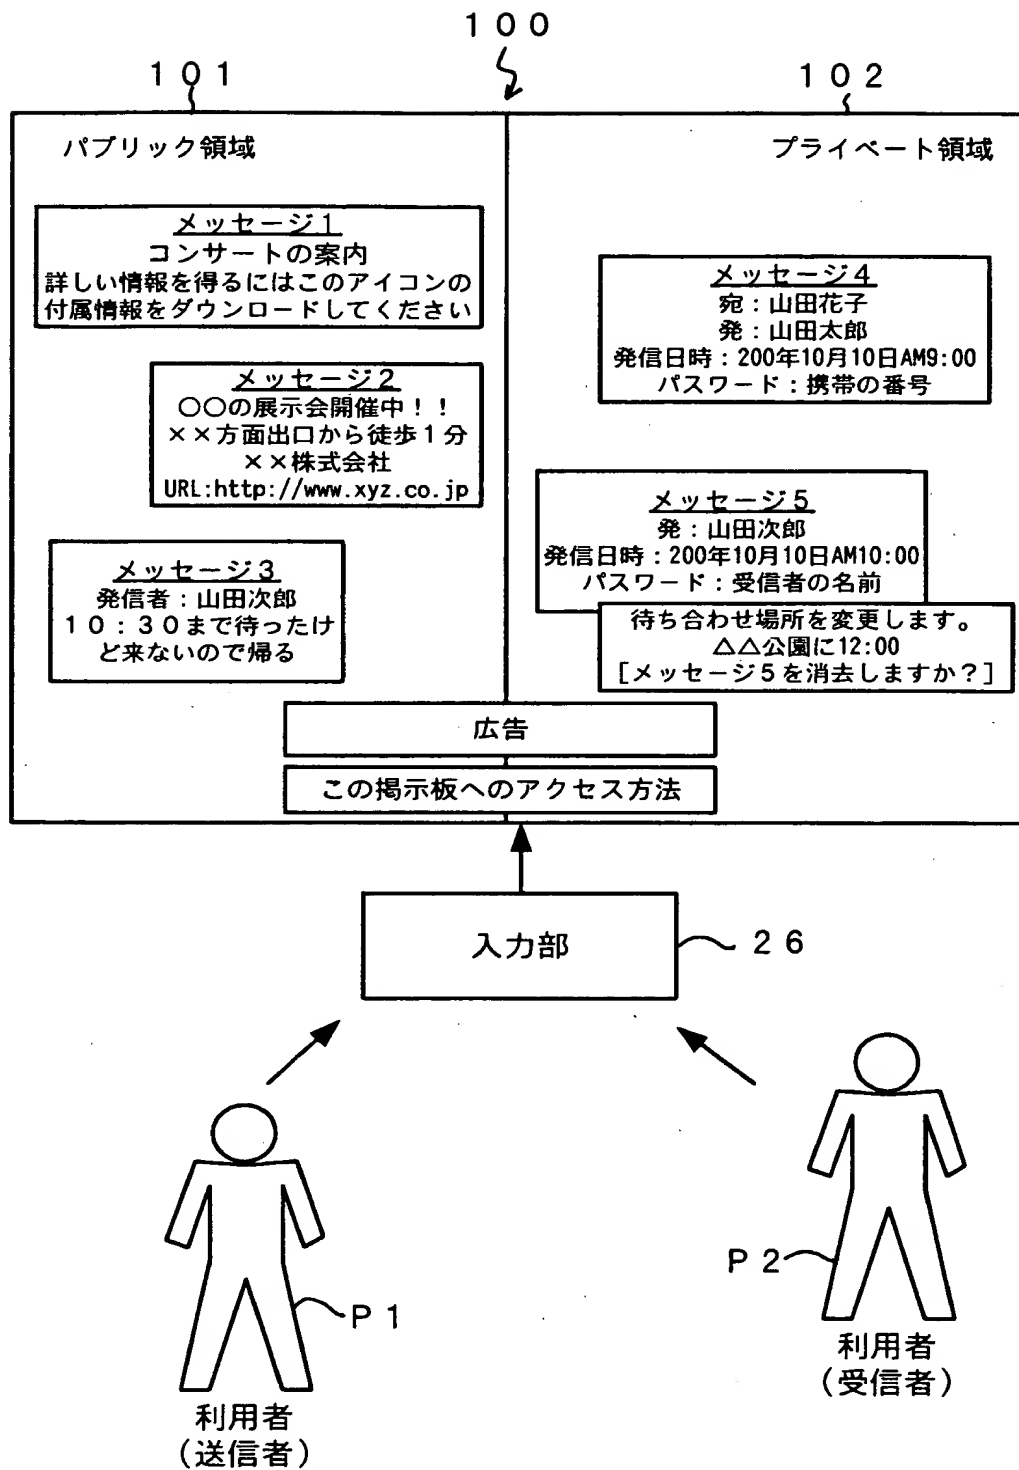 １００
１０１
１０２
パブリック領域
メッセージ１
コンサートの案内
詳しい情報を得るにはこのアイコンの
付属情報をダウンロードしてください
メッセージ２
○○の展示会開催中！！
××方面出口から徒歩１分
××株式会社
URL:http://www.xyz.co.jp
メッセージ３
発信者：山田次郎
１０：３０まで待ったけ
ど来ないので帰る
プライベート領域
メッセージ４
宛：山田花子
発：山田太郎
発信日時：200年10月10日AM9:00
パスワード：携帯の番号
メッセージ５
発：山田次郎
発信日時：200年10月10日AM10:00
パスワード：受信者の名前
待ち合わせ場所を変更します。
△△公園に12:00
［メッセージ５を消去しますか？］
広告
この掲示板へのアクセス方法
入力部
２６
Ｐ１
利用者
（送信者）
Ｐ２
利用者
（受信者）